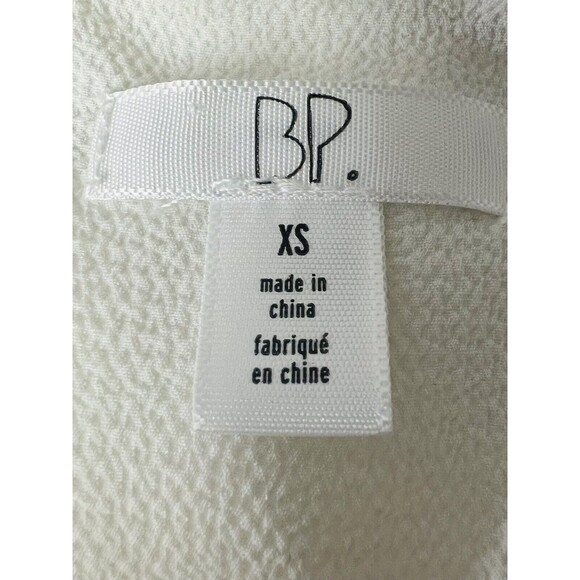 BP.
XS
made in
china
fabriqué
en chine